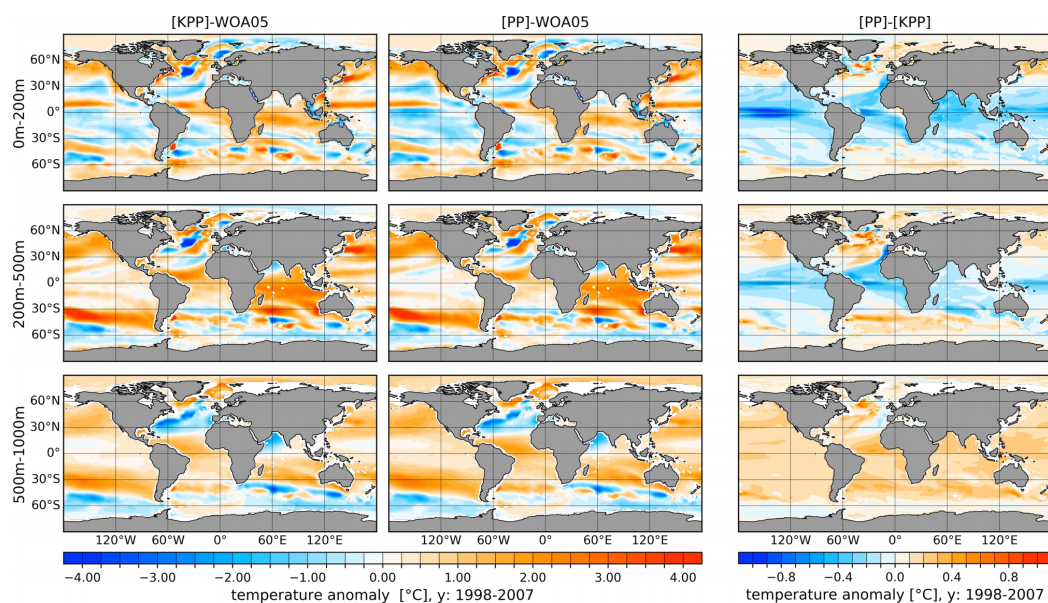 [KPP]-WOA05 [PP]-WOA05 [PP]-[KPP]
0m-200m
60°N
30°N
0°
30°S
60°S
200m-500m
60°N
30°N
0°
30°S
60°S
500m-1000m
60°N
30°N
0°
30°S
60°S
120°W 60°W 0° 60°E 120°E 120°W 60°W 0° 60°E 120°E 120°W 60°W 0° 60°E 120°E
−4.00 −3.00 −2.00 −1.00 0.00 1.00 2.00 3.00 4.00 −0.8 −0.4 0.0 0.4 0.8
temperature anomaly [°C], y: 1998-2007 temperature anomaly [°C], y: 1998-2007